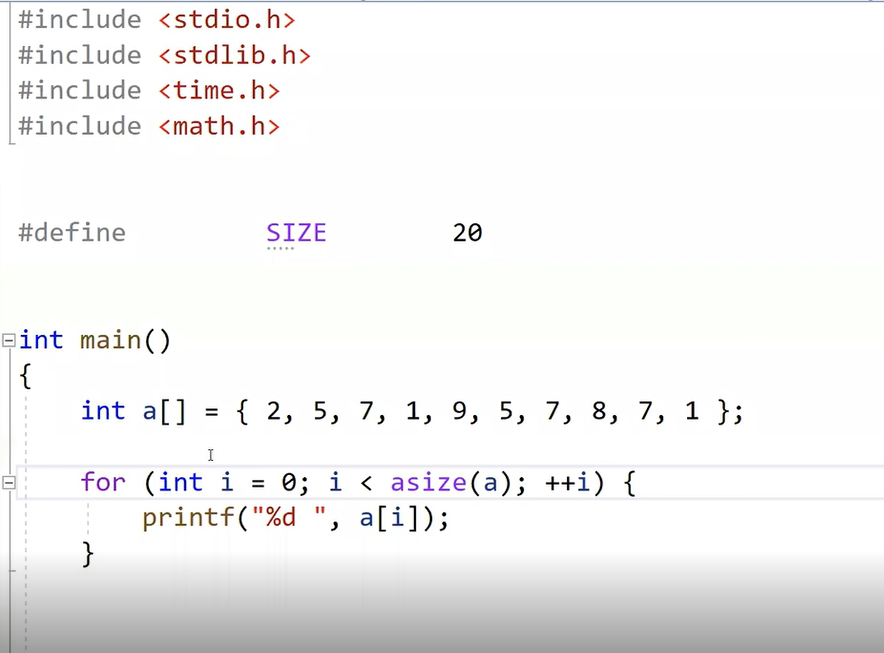 #include <stdio.h>
#include <stdlib.h>
#include <time.h>
#include <math.h>
#define SIZE 20
int main()
{
int a[] = { 2, 5, 7, 1, 9, 5, 7, 8, 7, 1 };
for (int i = 0; i < asize(a); ++i) {
printf("%d ", a[i]);
}